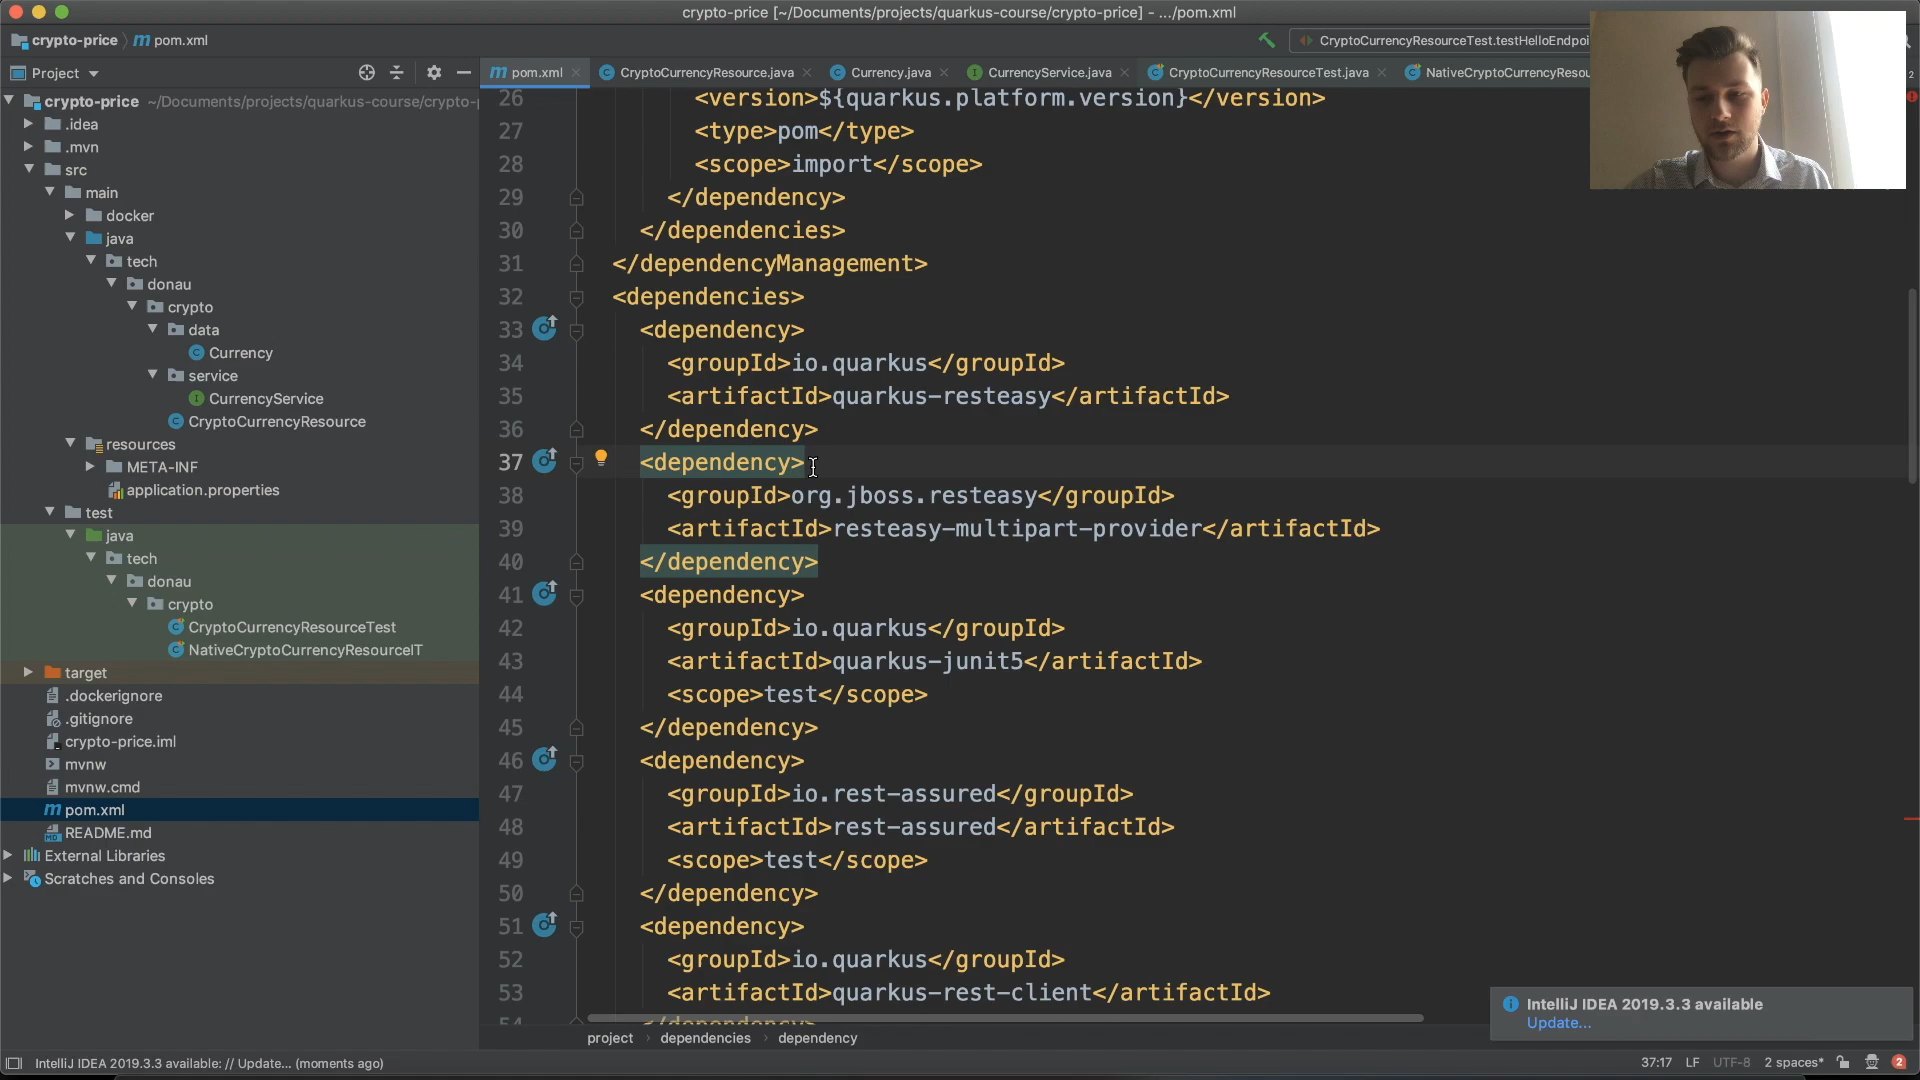 crypto-price [~/Documents/projects/quarkus-course/crypto-price] - .../pom.xml
crypto-price
pom.xml
CryptoCurrencyResourceTest.testHelloEndpoi
Project
pom.xml
CryptoCurrencyResource.java
Currency.java
CurrencyService.java
CryptoCurrencyResourceTest.java
NativeCryptoCurrencyResou
crypto-price ~/Documents/projects/quarkus-course/crypto-
.idea
.mvn
src
main
docker
java
tech
donau
crypto
data
Currency
service
CurrencyService
CryptoCurrencyResource
resources
META-INF
application.properties
test
java
tech
donau
crypto
CryptoCurrencyResourceTest
NativeCryptoCurrencyResourceIT
target
.dockerignore
.gitignore
crypto-price.iml
mvnw
mvnw.cmd
pom.xml
README.md
External Libraries
Scratches and Consoles
26 <version>${quarkus.platform.version}</version>
27 <type>pom</type>
28 <scope>import</scope>
29 </dependency>
30 </dependencies>
31 </dependencyManagement>
32 <dependencies>
33 <dependency>
34 <groupId>io.quarkus</groupId>
35 <artifactId>quarkus-resteasy</artifactId>
36 </dependency>
37 <dependency>
38 <groupId>org.jboss.resteasy</groupId>
39 <artifactId>resteasy-multipart-provider</artifactId>
40 </dependency>
41 <dependency>
42 <groupId>io.quarkus</groupId>
43 <artifactId>quarkus-junit5</artifactId>
44 <scope>test</scope>
45 </dependency>
46 <dependency>
47 <groupId>io.rest-assured</groupId>
48 <artifactId>rest-assured</artifactId>
49 <scope>test</scope>
50 </dependency>
51 <dependency>
52 <groupId>io.quarkus</groupId>
53 <artifactId>quarkus-rest-client</artifactId>
54 </dependency>
IntelliJ IDEA 2019.3.3 available
Update...
project › dependencies › dependency
IntelliJ IDEA 2019.3.3 available: // Update... (moments ago)
37:17 LF UTF-8 2 spaces* 2